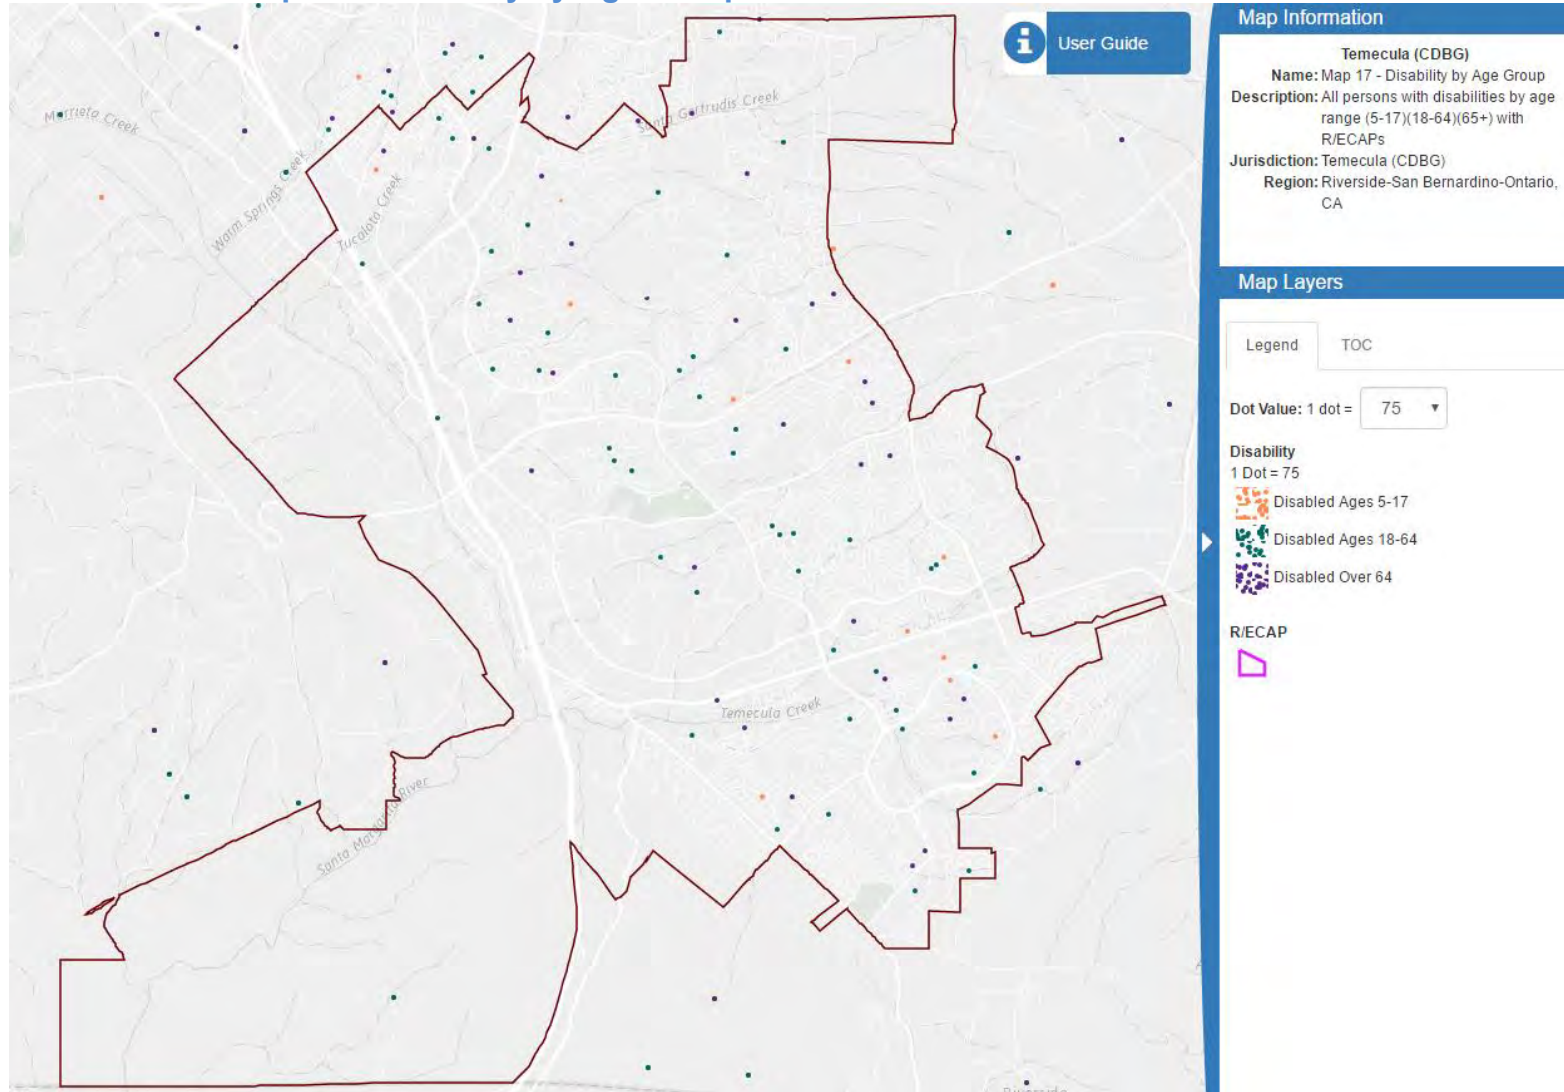 User Guide
Murrieta Creek
Santa Gertrudis Creek
Warm Springs Creek
Tucalota Creek
Temecula Creek
Santa Margarita River
Map Information
Temecula (CDBG)
Name: Map 17 - Disability by Age Group
Description: All persons with disabilities by age
range (5-17)(18-64)(65+) with
R/ECAPs
Jurisdiction: Temecula (CDBG)
Region: Riverside-San Bernardino-Ontario,
CA
Map Layers
Legend TOC
Dot Value: 1 dot = 75
Disability
1 Dot = 75
Disabled Ages 5-17
Disabled Ages 18-64
Disabled Over 64
R/ECAP